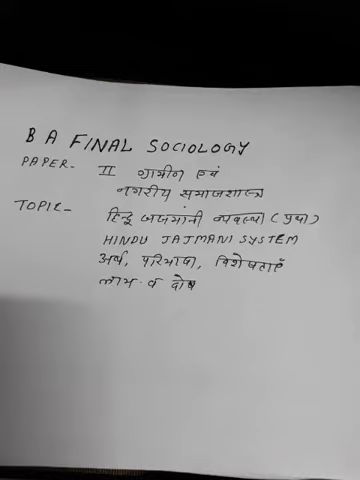 B A FINAL SOCIOLOGY
PAPER- II ग्रामीण एवं
नगरीय समाजशास्त्र
TOPIC- हिन्दू जजमानी व्यवस्था (प्रथा)
HINDU JAJMANI SYSTEM
अर्थ, परिभाषा, विशेषताएँ
लाभ व दोष